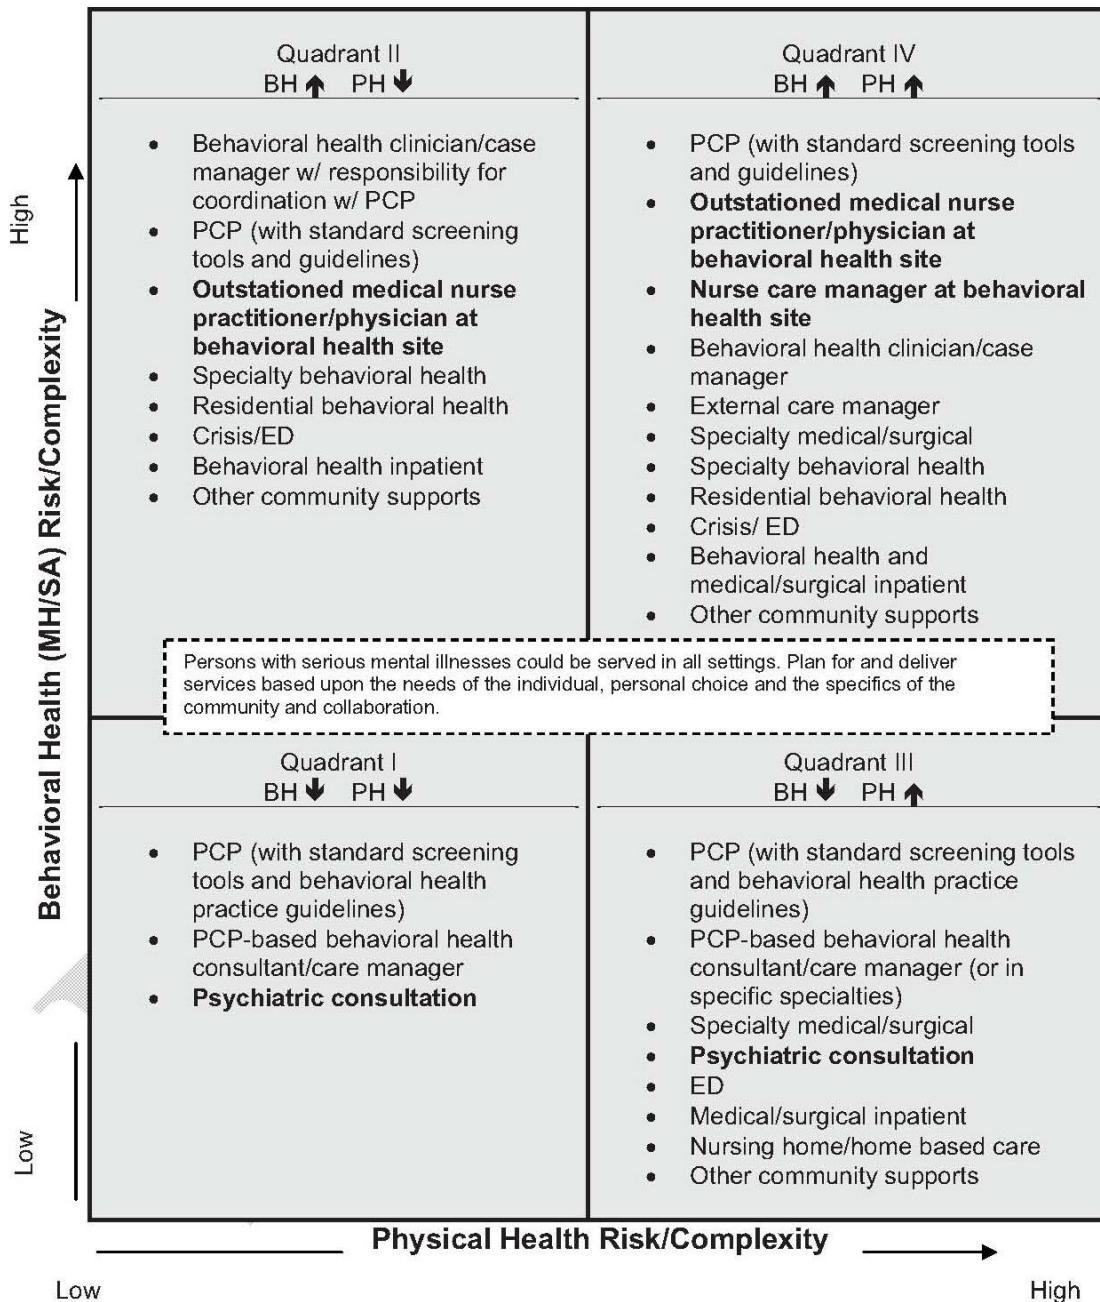 Quadrant II
BH ↑ PH ↓
• Behavioral health clinician/case
manager w/ responsibility for
coordination w/ PCP
• PCP (with standard screening
tools and guidelines)
• Outstationed medical nurse
practitioner/physician at
behavioral health site
• Specialty behavioral health
• Residential behavioral health
• Crisis/ED
• Behavioral health inpatient
• Other community supports
Quadrant IV
BH ↑ PH ↑
• PCP (with standard screening tools
and guidelines)
• Outstationed medical nurse
practitioner/physician at
behavioral health site
• Nurse care manager at behavioral
health site
• Behavioral health clinician/case
manager
• External care manager
• Specialty medical/surgical
• Specialty behavioral health
• Residential behavioral health
• Crisis/ ED
• Behavioral health and
medical/surgical inpatient
• Other community supports
Persons with serious mental illnesses could be served in all settings. Plan for and deliver
services based upon the needs of the individual, personal choice and the specifics of the
community and collaboration.
Quadrant I
BH ↓ PH ↓
• PCP (with standard screening
tools and behavioral health
practice guidelines)
• PCP-based behavioral health
consultant/care manager
• Psychiatric consultation
Quadrant III
BH ↓ PH ↑
• PCP (with standard screening tools
and behavioral health practice
guidelines)
• PCP-based behavioral health
consultant/care manager (or in
specific specialties)
• Specialty medical/surgical
• Psychiatric consultation
• ED
• Medical/surgical inpatient
• Nursing home/home based care
• Other community supports
High
Behavioral Health (MH/SA) Risk/Complexity
Low
Physical Health Risk/Complexity
Low
High